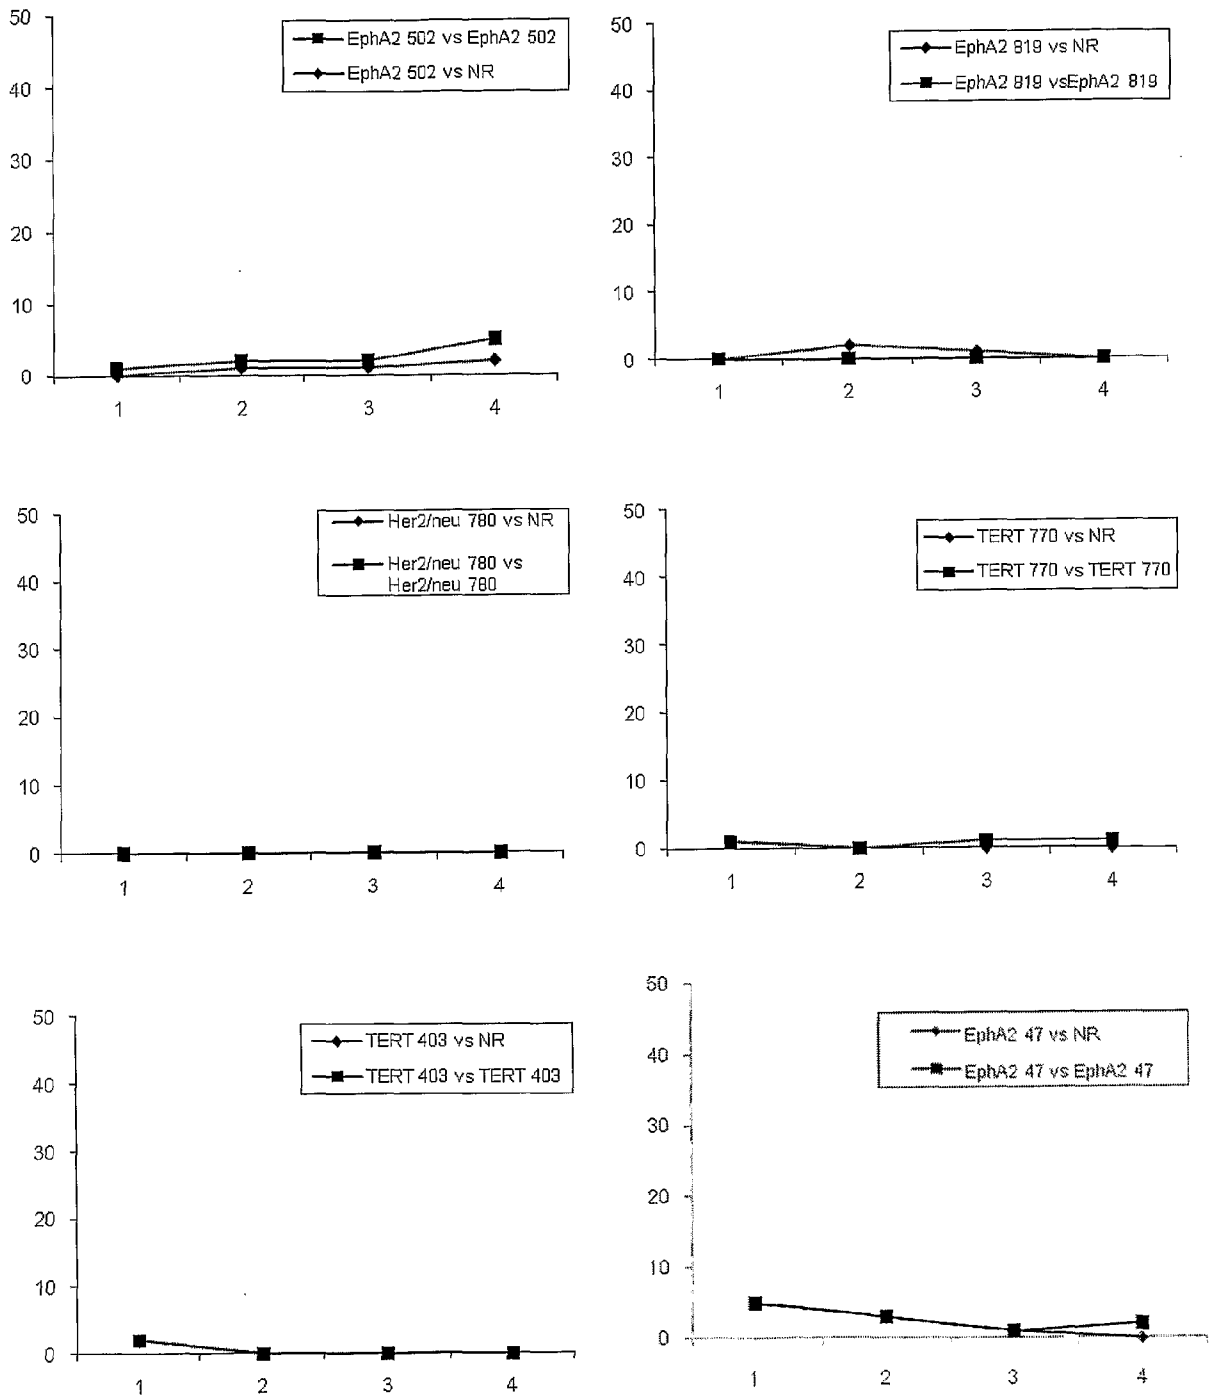 50
40
30
20
10
0
1 2 3 4
EphA2 502 vs EphA2 502
EphA2 502 vs NR
50
40
30
20
10
0
1 2 3 4
EphA2 819 vs NR
EphA2 819 vsEphA2 819
50
40
30
20
10
0
1 2 3 4
Her2/neu 780 vs NR
Her2/neu 780 vs
Her2/neu 780
50
40
30
20
10
0
1 2 3 4
TERT 770 vs NR
TERT 770 vs TERT 770
50
40
30
20
10
0
1 2 3 4
TERT 403 vs NR
TERT 403 vs TERT 403
50
40
30
20
10
0
1 2 3 4
EphA2 47 vs NR
EphA2 47 vs EphA2 47